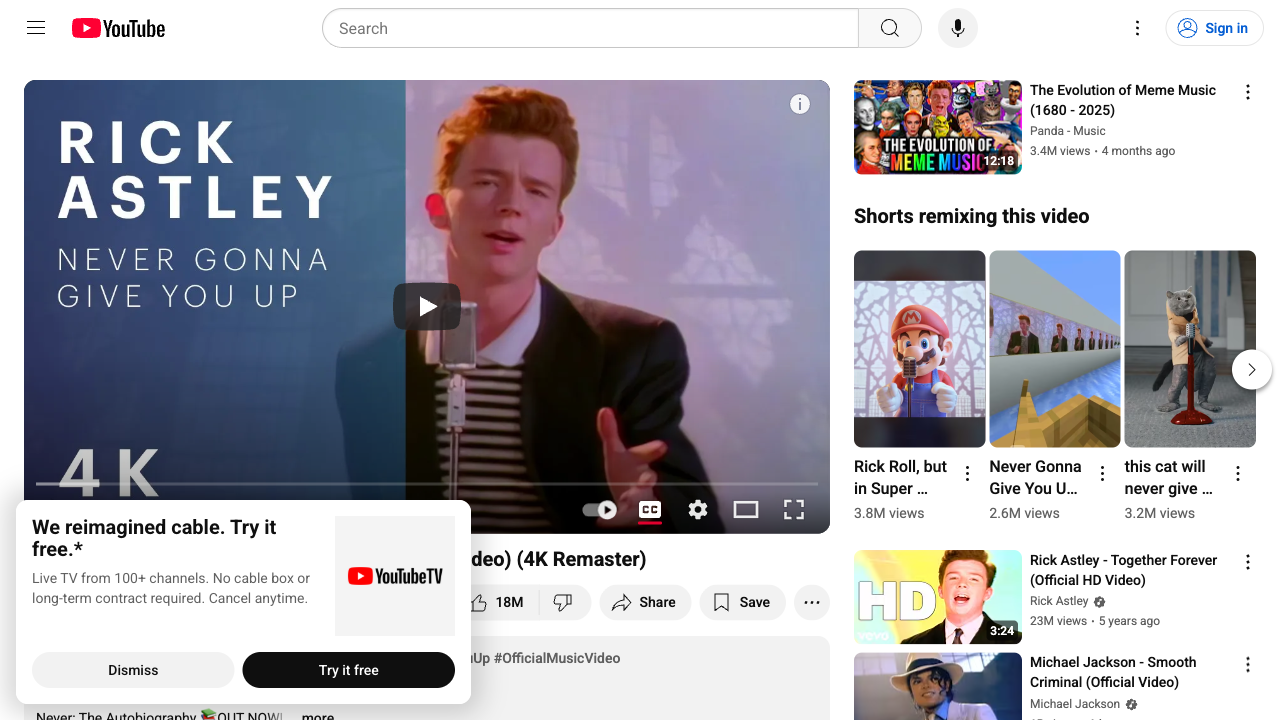 YouTube
Search
Sign in
RICK
ASTLEY
NEVER GONNA
GIVE YOU UP
4K
CC
deo) (4K Remaster)
18M
Share
Save
Up #OfficialMusicVideo
Never: The Autobiography 📚OUT NOW!
...more
We reimagined cable. Try it
free.*
Live TV from 100+ channels. No cable box or
long-term contract required. Cancel anytime.
YouTubeTV
Dismiss
Try it free
THE EVOLUTION OF
MEME MUSIC
12:18
The Evolution of Meme Music
(1680 - 2025)
Panda - Music
3.4M views • 4 months ago
Shorts remixing this video
Rick Roll, but
in Super …
3.8M views
Never Gonna
Give You U…
2.6M views
this cat will
never give …
3.2M views
HD
vevo
3:24
Rick Astley - Together Forever
(Official HD Video)
Rick Astley
23M views • 5 years ago
Michael Jackson - Smooth
Criminal (Official Video)
Michael Jackson